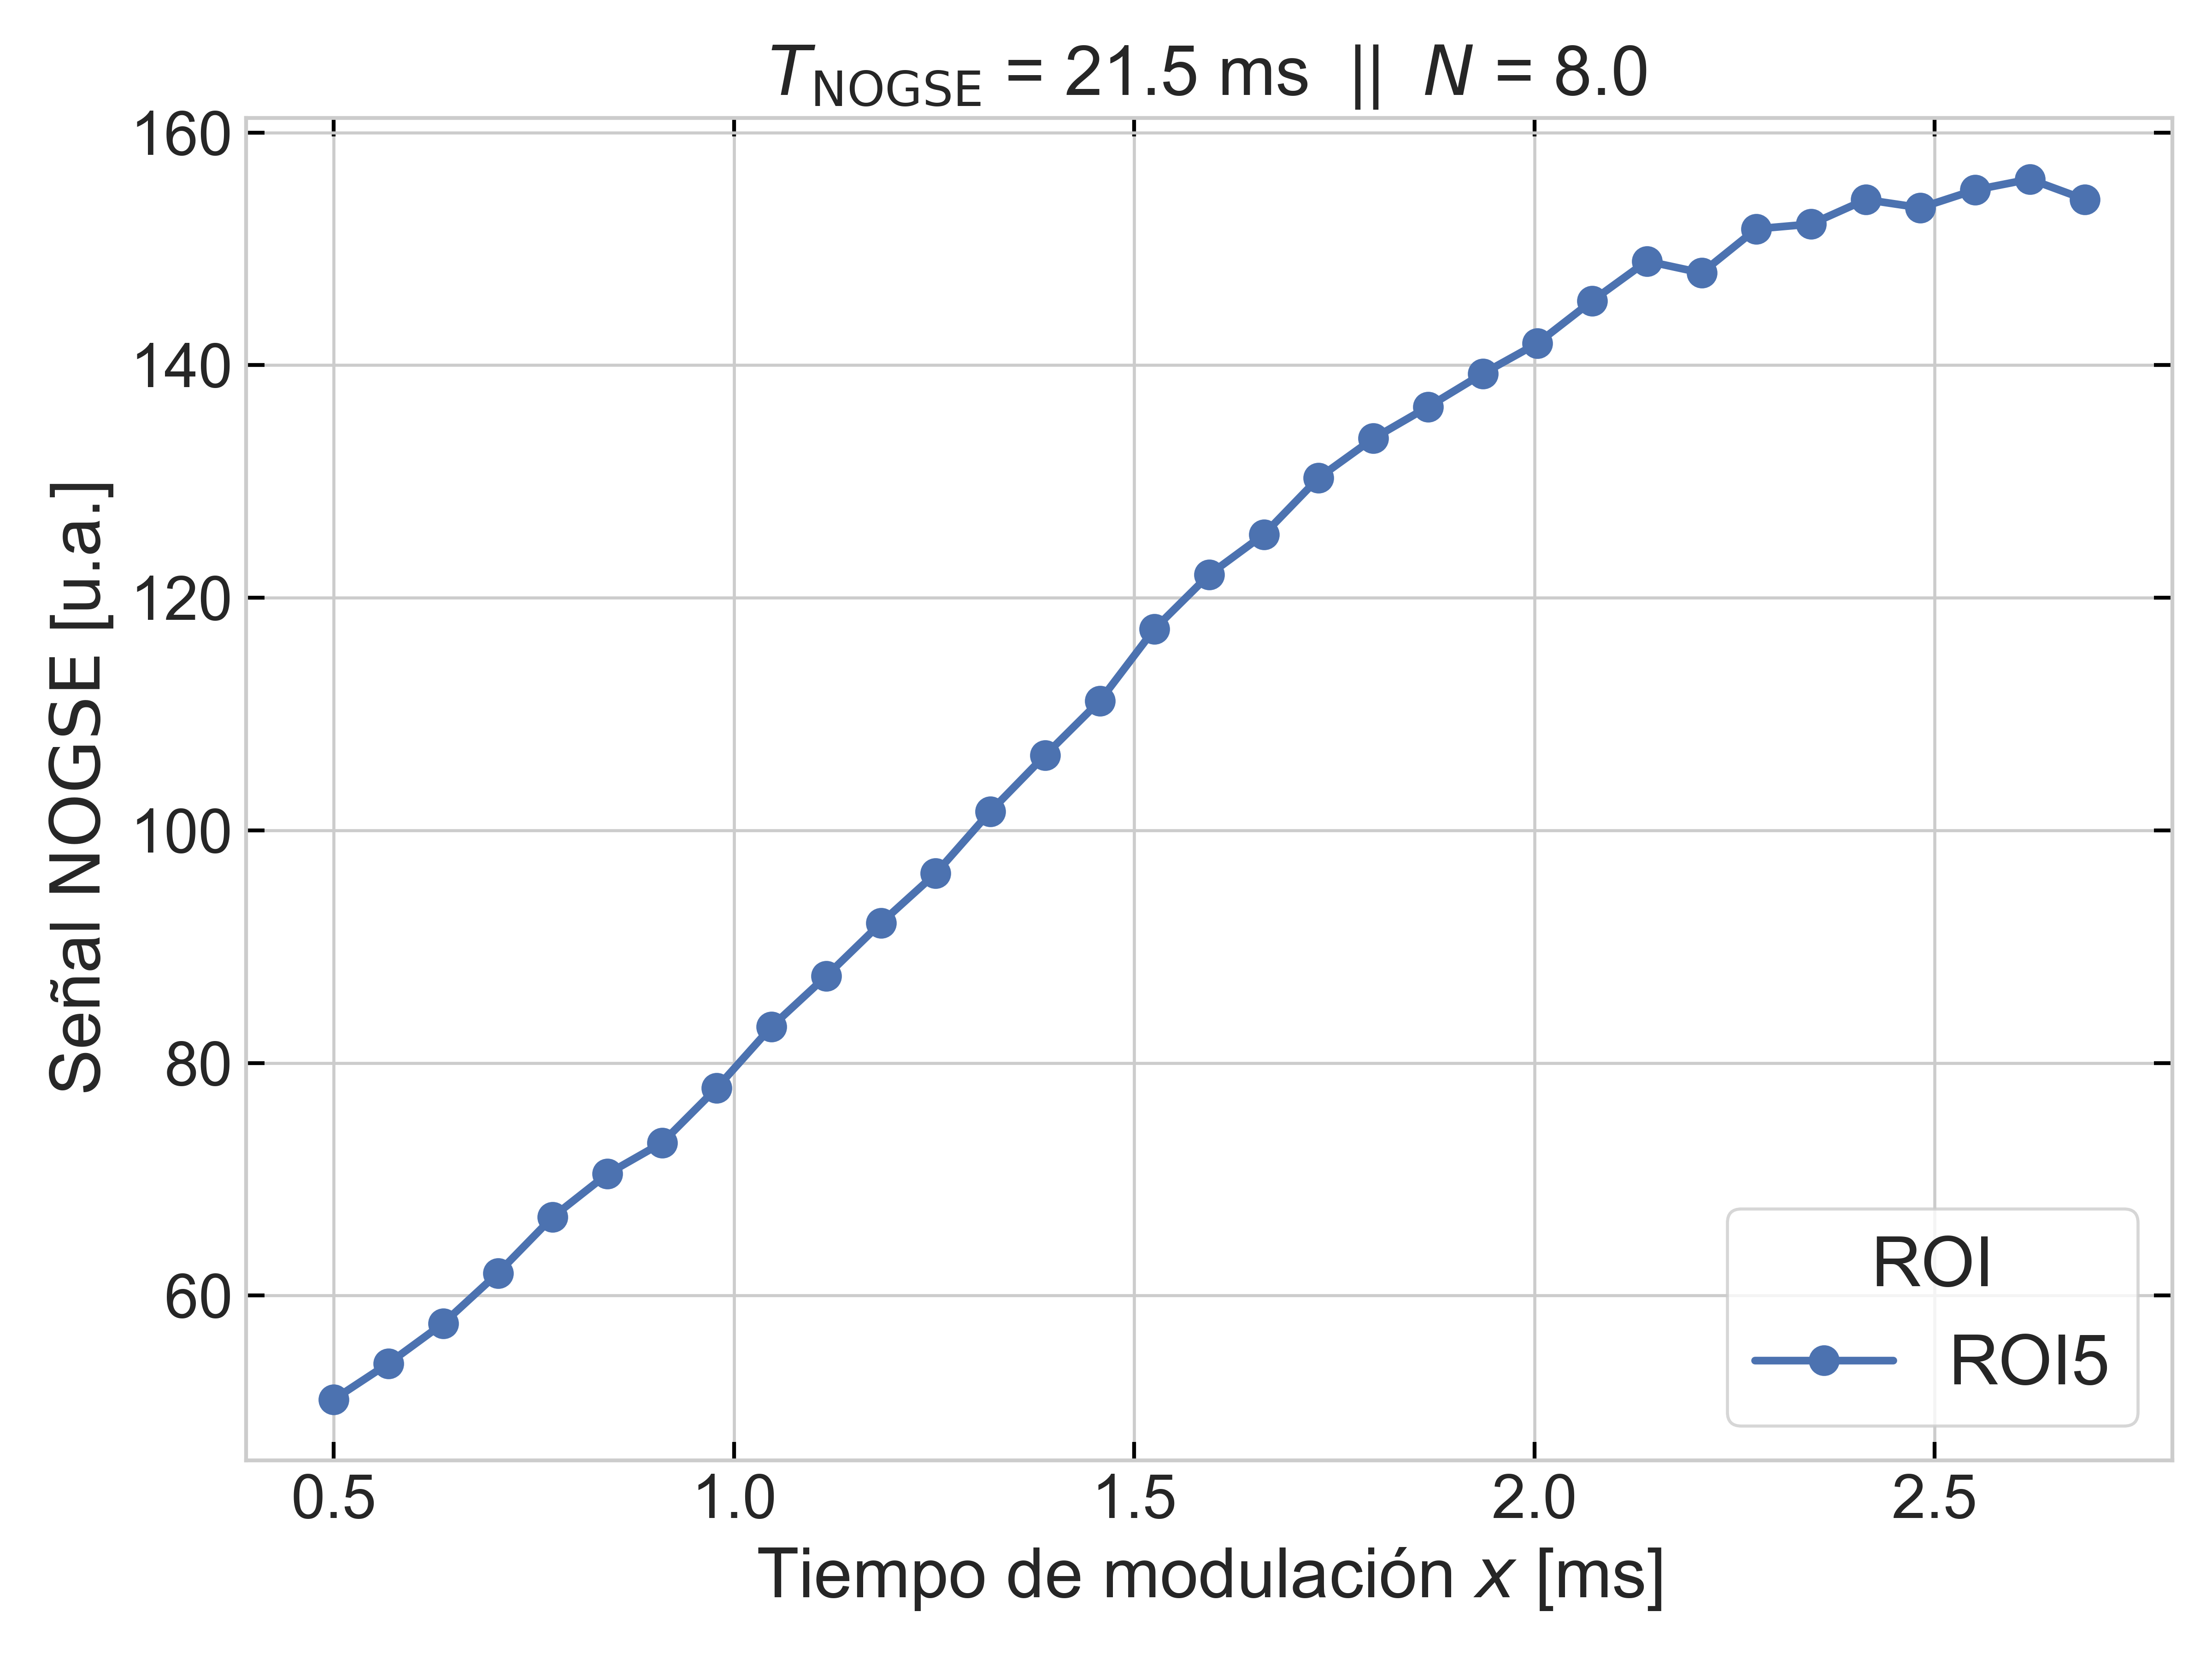 T_NOGSE = 21.5 ms || N = 8.0
160
140
120
100
80
60
Señal NOGSE [u.a.]
ROI
ROI5
0.5 1.0 1.5 2.0 2.5
Tiempo de modulación x [ms]